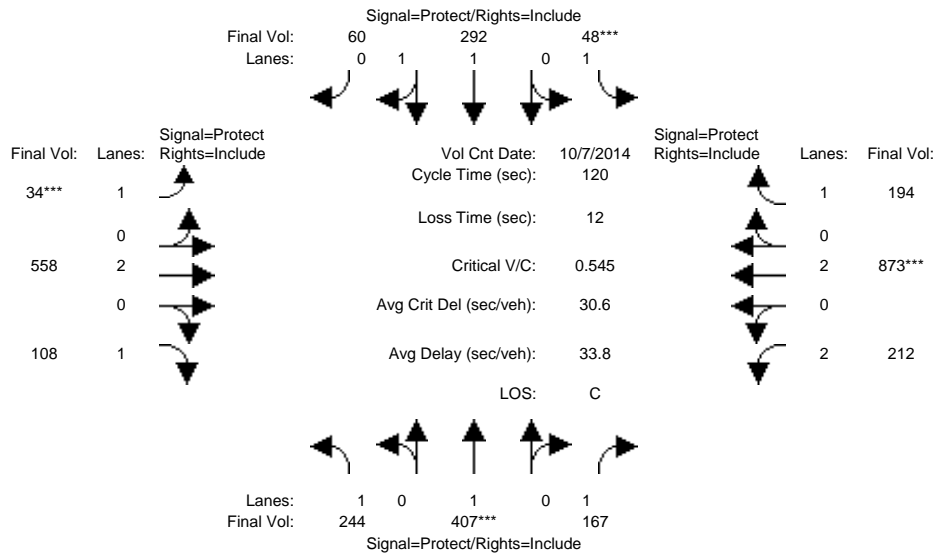 Signal=Protect/Rights=Include
Final Vol: 60 292 48***
Lanes: 0 1 1 0 1
Signal=Protect Signal=Protect
Final Vol: Lanes: Rights=Include Vol Cnt Date: 10/7/2014 Rights=Include Lanes: Final Vol:
Cycle Time (sec): 120
34*** 1 1 194
Loss Time (sec): 12
0 0
558 2 Critical V/C: 0.545 2 873***
0 Avg Crit Del (sec/veh): 30.6 0
108 1 Avg Delay (sec/veh): 33.8 2 212
LOS: C
Lanes: 1 0 1 0 1
Final Vol: 244 407*** 167
Signal=Protect/Rights=Include